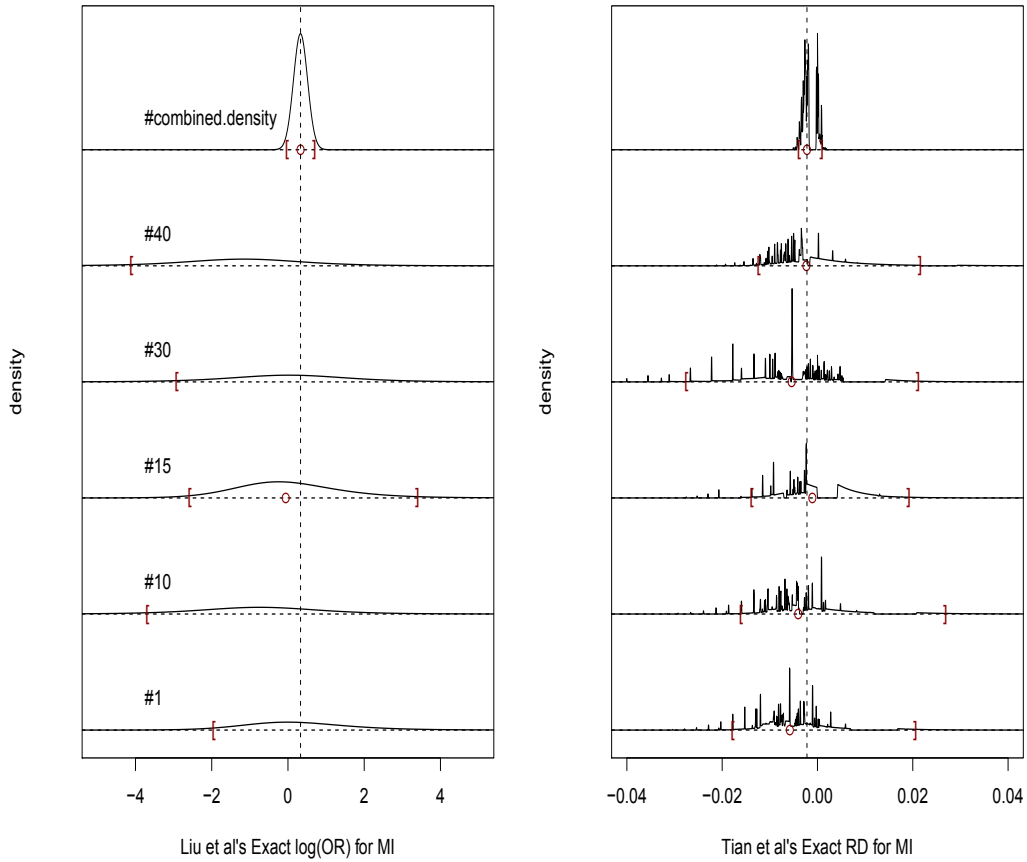 #combined.density
#40
#30
#15
#10
#1
density
−4 −2 0 2 4
Liu et al's Exact log(OR) for MI
density
−0.04 −0.02 0.00 0.02 0.04
Tian et al's Exact RD for MI